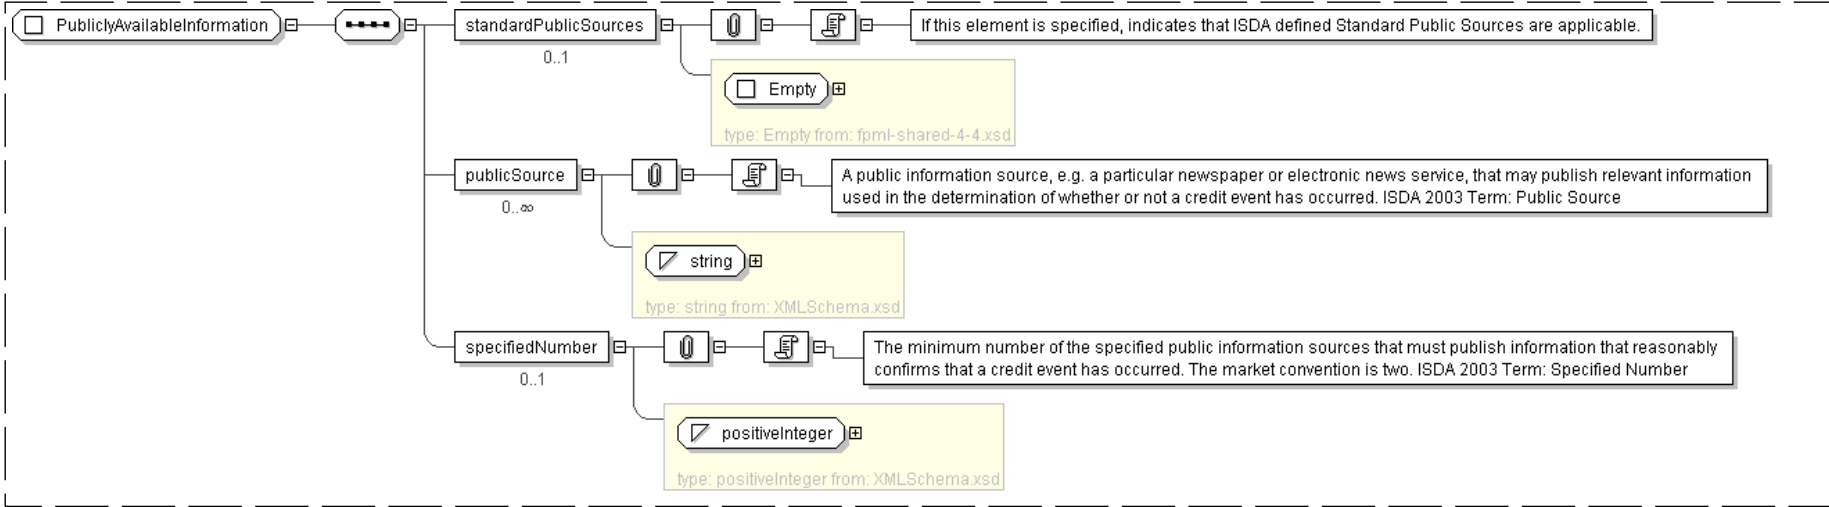 PubliclyAvailableInformation
standardPublicSources
If this element is specified, indicates that ISDA defined Standard Public Sources are applicable.
0..1
Empty
type: Empty from: fpml-shared-4-4.xsd
publicSource
A public information source, e.g. a particular newspaper or electronic news service, that may publish relevant information
used in the determination of whether or not a credit event has occurred. ISDA 2003 Term: Public Source
0..∞
string
type: string from: XMLSchema.xsd
specifiedNumber
The minimum number of the specified public information sources that must publish information that reasonably
confirms that a credit event has occurred. The market convention is two. ISDA 2003 Term: Specified Number
0..1
positiveInteger
type: positiveInteger from: XMLSchema.xsd